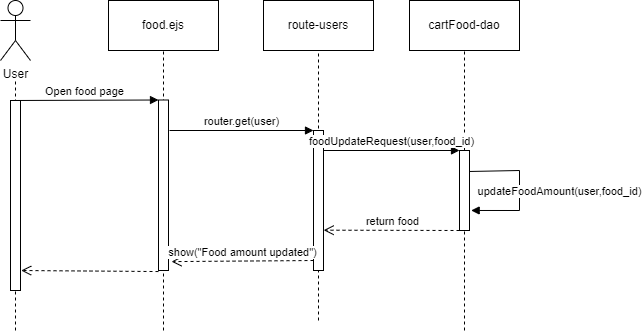 food.ejs
route-users
cartFood-dao
User
Open food page
router.get(user)
foodUpdateRequest(user,food_id)
updateFoodAmount(user,food_id)
return food
show("Food amount updated")